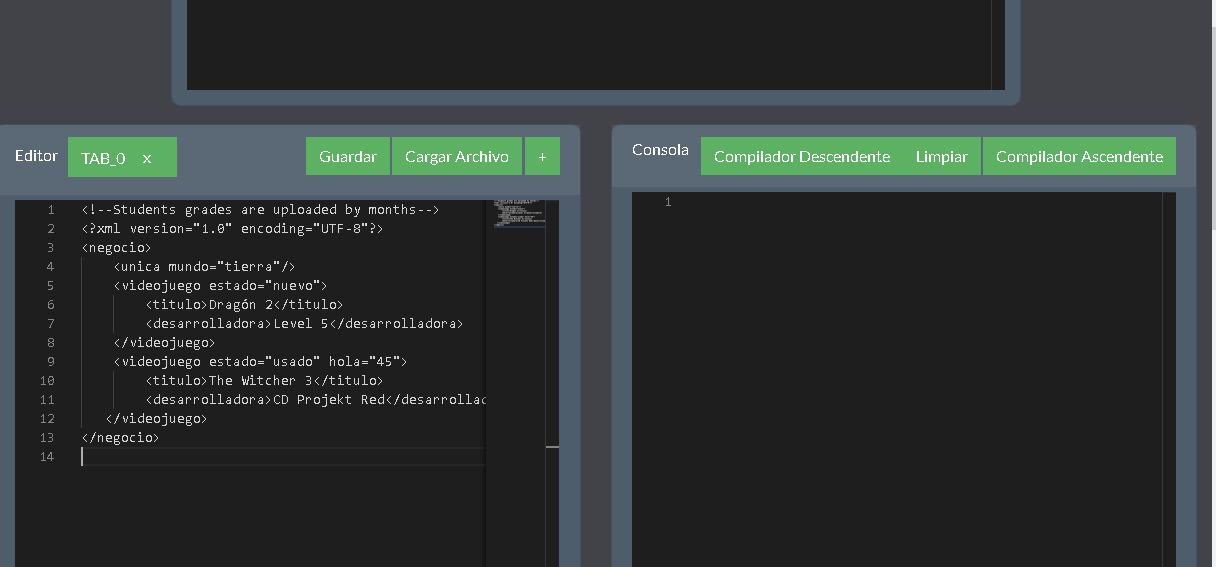 Editor TAB_0 x Guardar Cargar Archivo +
1 <!--Students grades are uploaded by months-->
2 <?xml version="1.0" encoding="UTF-8"?>
3 <negocio>
4 <unica mundo="tierra"/>
5 <videojuego estado="nuevo">
6 <titulo>Dragón 2</titulo>
7 <desarrolladora>Level 5</desarrolladora>
8 </videojuego>
9 <videojuego estado="usado" hola="45">
10 <titulo>The Witcher 3</titulo>
11 <desarrolladora>CD Projekt Red</desarrollac
12 </videojuego>
13 </negocio>
14
Consola Compilador Descendente Limpiar Compilador Ascendente
1